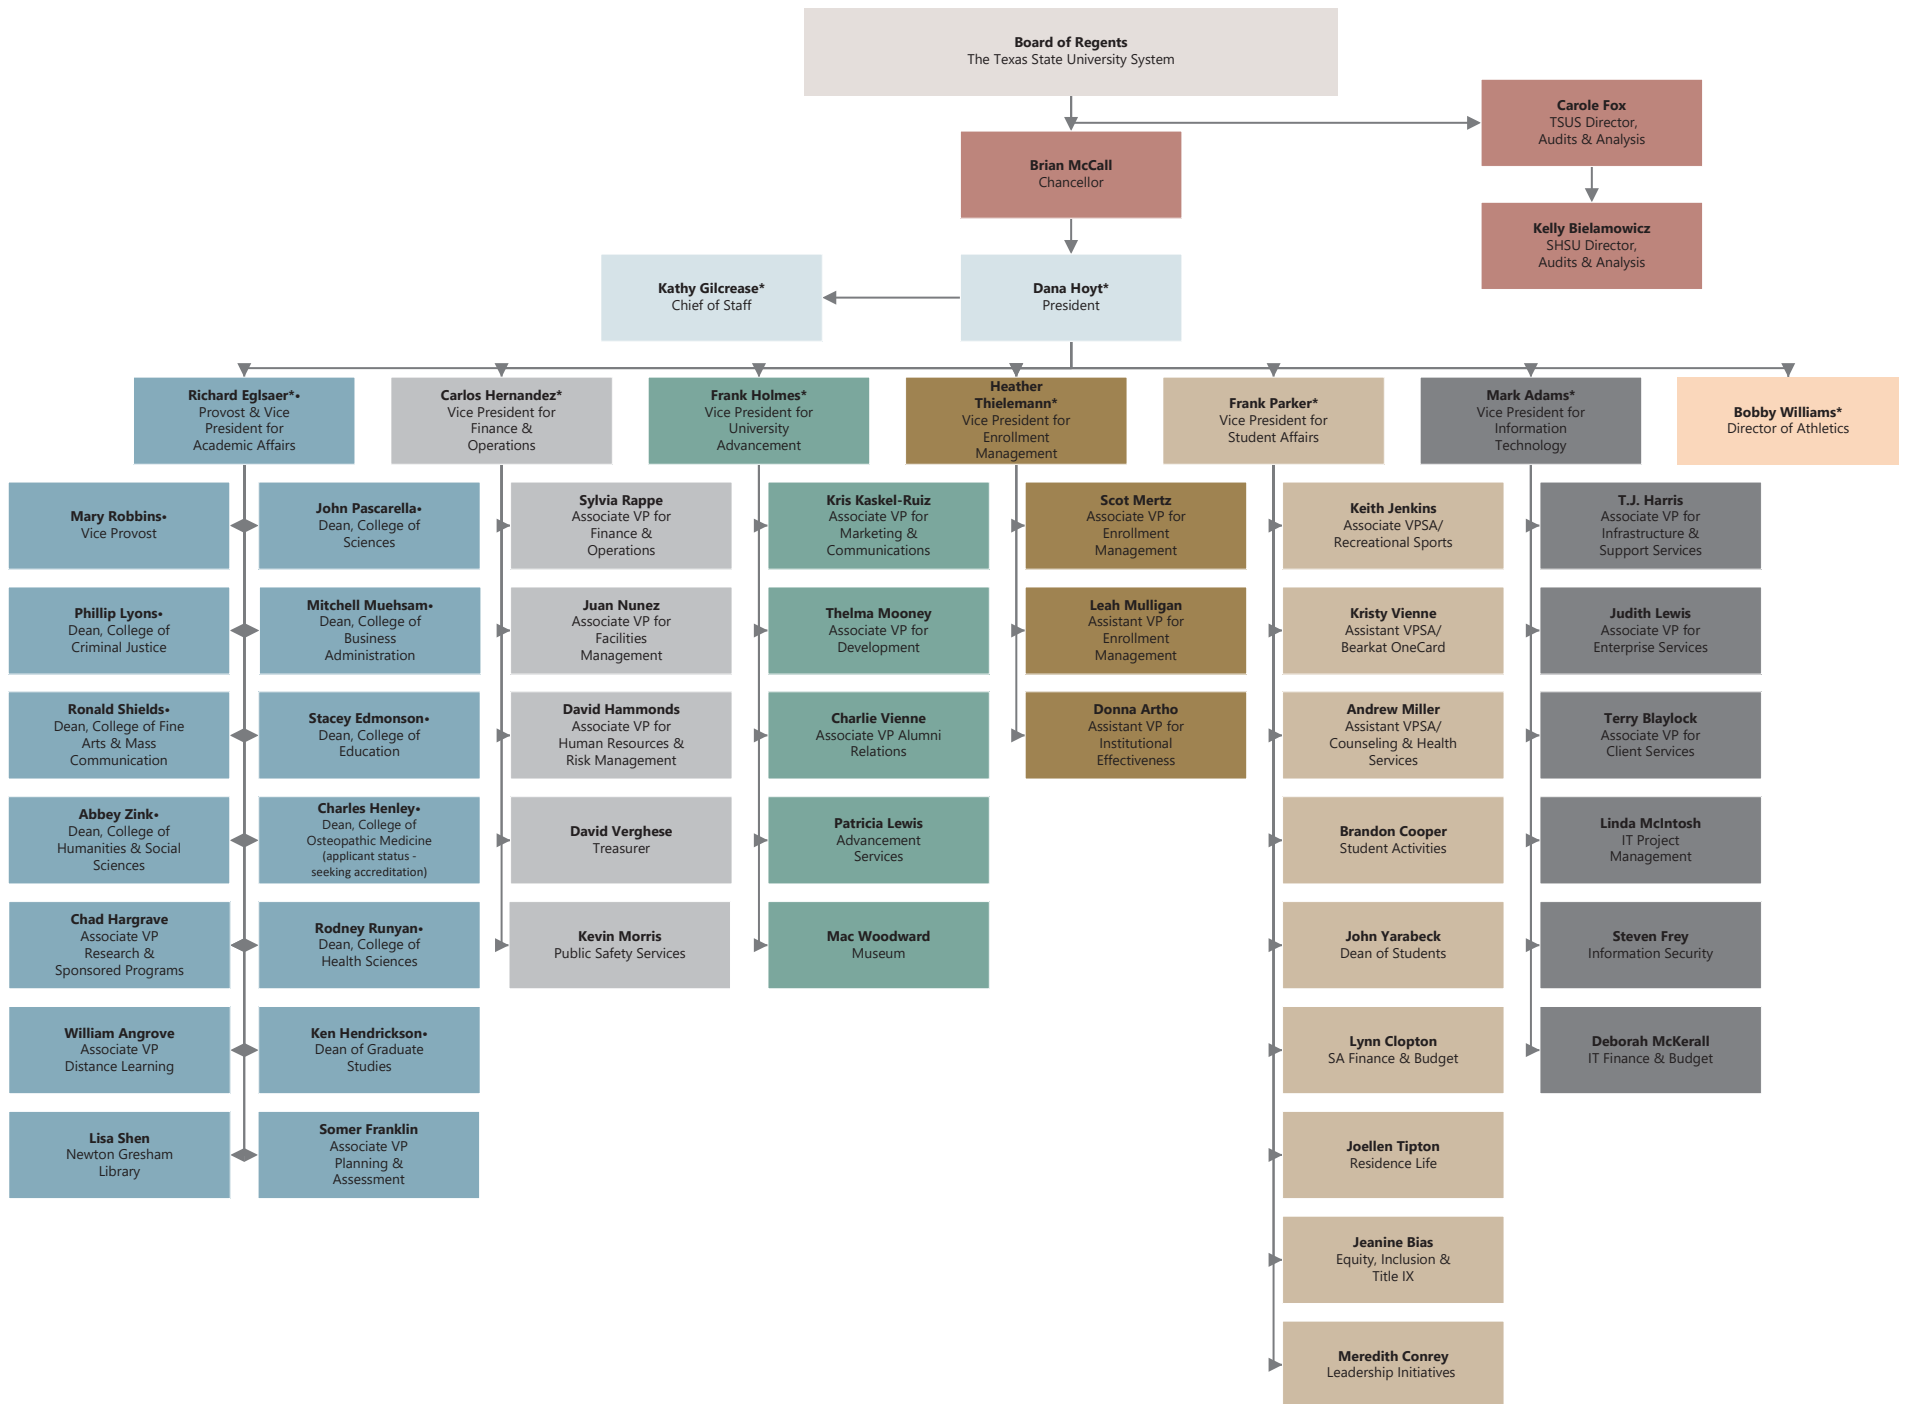 Board of Regents
The Texas State University System
Carole Fox
TSUS Director,
Audits & Analysis
Brian McCall
Chancellor
Kelly Bielamowicz
SHSU Director,
Audits & Analysis
Kathy Gilcrease*
Chief of Staff
Dana Hoyt*
President
Richard Eglsaer*•
Provost & Vice
President for
Academic Affairs
Carlos Hernandez*
Vice President for
Finance &
Operations
Frank Holmes*
Vice President for
University
Advancement
Heather
Thielemann*
Vice President for
Enrollment
Management
Frank Parker*
Vice President for
Student Affairs
Mark Adams*
Vice President for
Information
Technology
Bobby Williams*
Director of Athletics
Mary Robbins•
Vice Provost
John Pascarella•
Dean, College of
Sciences
Phillip Lyons•
Dean, College of
Criminal Justice
Mitchell Muehsam•
Dean, College of
Business
Administration
Ronald Shields•
Dean, College of Fine
Arts & Mass
Communication
Stacey Edmonson•
Dean, College of
Education
Abbey Zink•
Dean, College of
Humanities & Social
Sciences
Charles Henley•
Dean, College of
Osteopathic Medicine
(applicant status -
seeking accreditation)
Chad Hargrave
Associate VP
Research &
Sponsored Programs
Rodney Runyan•
Dean, College of
Health Sciences
William Angrove
Associate VP
Distance Learning
Ken Hendrickson•
Dean of Graduate
Studies
Lisa Shen
Newton Gresham
Library
Somer Franklin
Associate VP
Planning &
Assessment
Sylvia Rappe
Associate VP for
Finance &
Operations
Juan Nunez
Associate VP for
Facilities
Management
David Hammonds
Associate VP for
Human Resources &
Risk Management
David Verghese
Treasurer
Kevin Morris
Public Safety Services
Kris Kaskel-Ruiz
Associate VP for
Marketing &
Communications
Thelma Mooney
Associate VP for
Development
Charlie Vienne
Associate VP Alumni
Relations
Patricia Lewis
Advancement
Services
Mac Woodward
Museum
Scot Mertz
Associate VP for
Enrollment
Management
Leah Mulligan
Assistant VP for
Enrollment
Management
Donna Artho
Assistant VP for
Institutional
Effectiveness
Keith Jenkins
Associate VPSA/
Recreational Sports
Kristy Vienne
Assistant VPSA/
Bearkat OneCard
Andrew Miller
Assistant VPSA/
Counseling & Health
Services
Brandon Cooper
Student Activities
John Yarabeck
Dean of Students
Lynn Clopton
SA Finance & Budget
Joellen Tipton
Residence Life
Jeanine Bias
Equity, Inclusion &
Title IX
Meredith Conrey
Leadership Initiatives
T.J. Harris
Associate VP for
Infrastructure &
Support Services
Judith Lewis
Associate VP for
Enterprise Services
Terry Blaylock
Associate VP for
Client Services
Linda McIntosh
IT Project
Management
Steven Frey
Information Security
Deborah McKerall
IT Finance & Budget